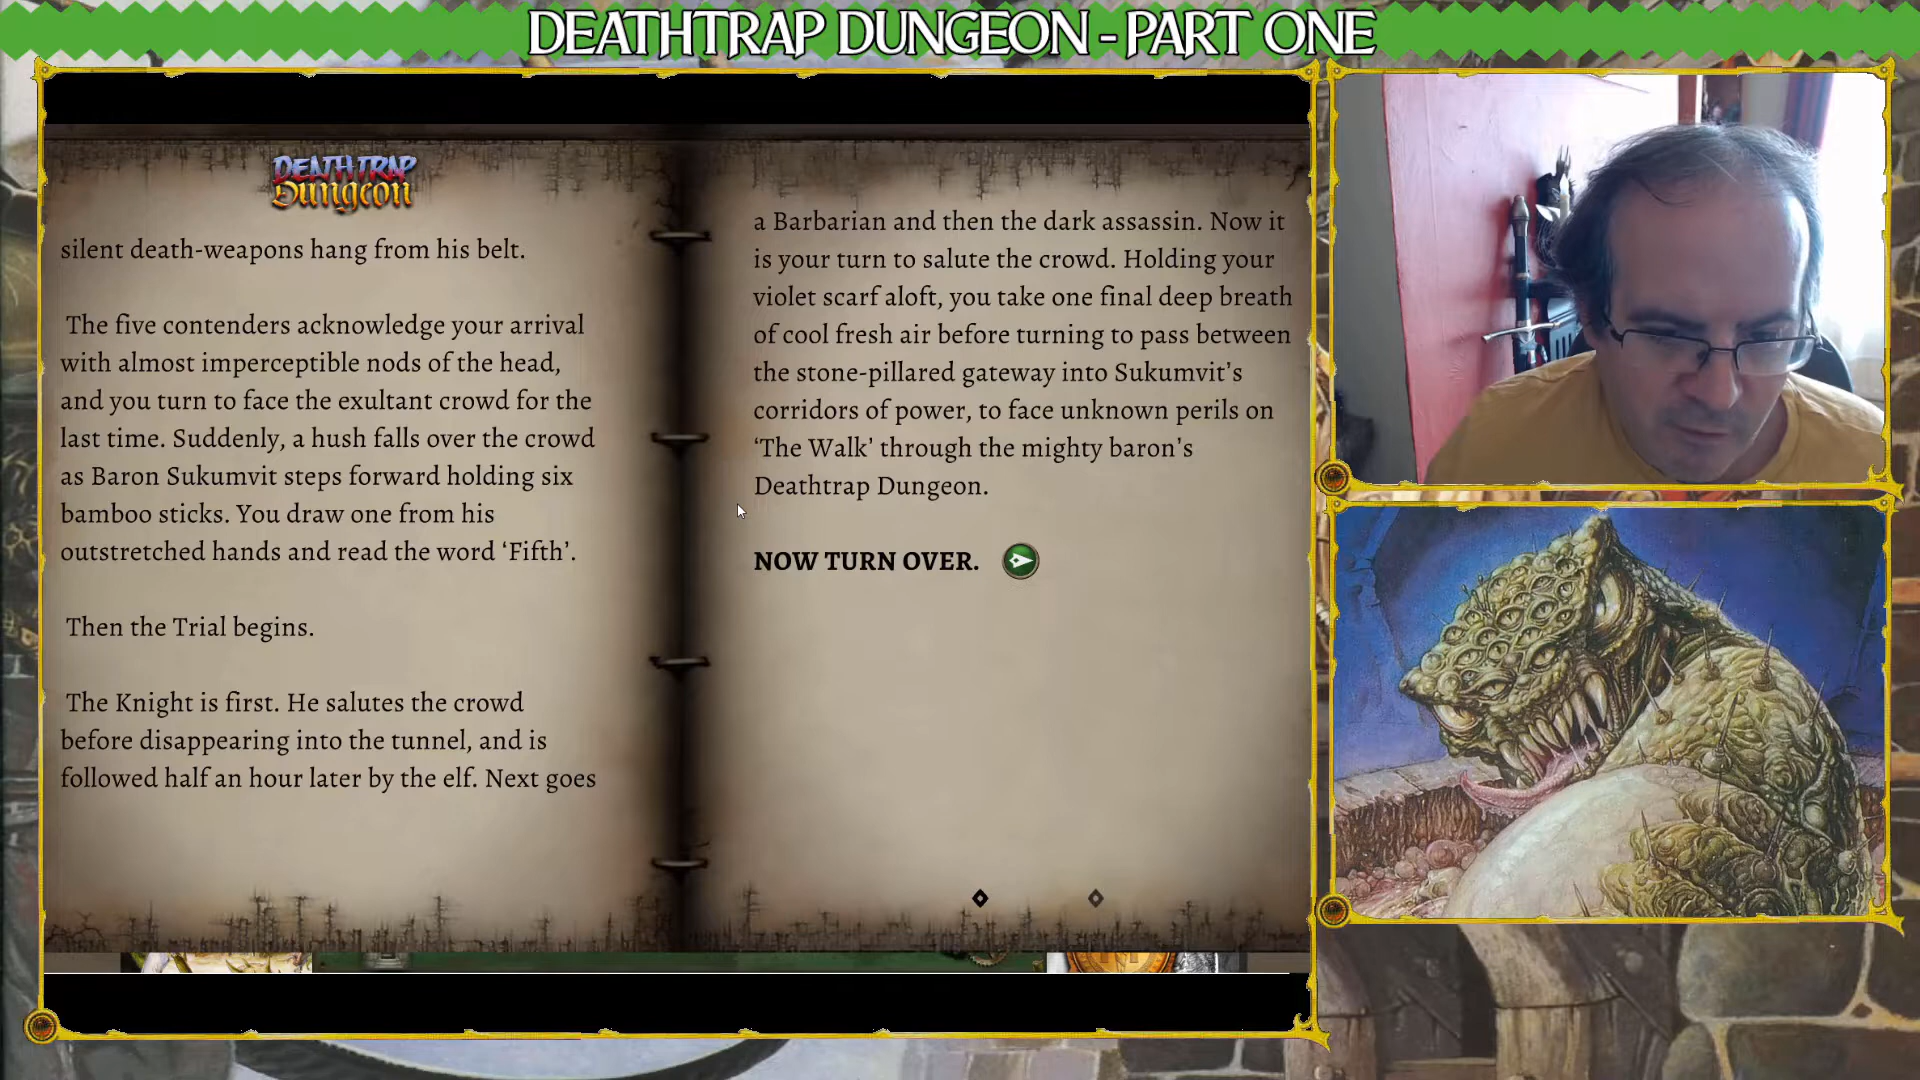 DEATHTRAP DUNGEON - PART ONE
DEATHTRAP
Dungeon
silent death-weapons hang from his belt.
The five contenders acknowledge your arrival
with almost imperceptible nods of the head,
and you turn to face the exultant crowd for the
last time. Suddenly, a hush falls over the crowd
as Baron Sukumvit steps forward holding six
bamboo sticks. You draw one from his
outstretched hands and read the word ‘Fifth’.
Then the Trial begins.
The Knight is first. He salutes the crowd
before disappearing into the tunnel, and is
followed half an hour later by the elf. Next goes
a Barbarian and then the dark assassin. Now it
is your turn to salute the crowd. Holding your
violet scarf aloft, you take one final deep breath
of cool fresh air before turning to pass between
the stone-pillared gateway into Sukumvit’s
corridors of power, to face unknown perils on
‘The Walk’ through the mighty baron’s
Deathtrap Dungeon.
NOW TURN OVER.